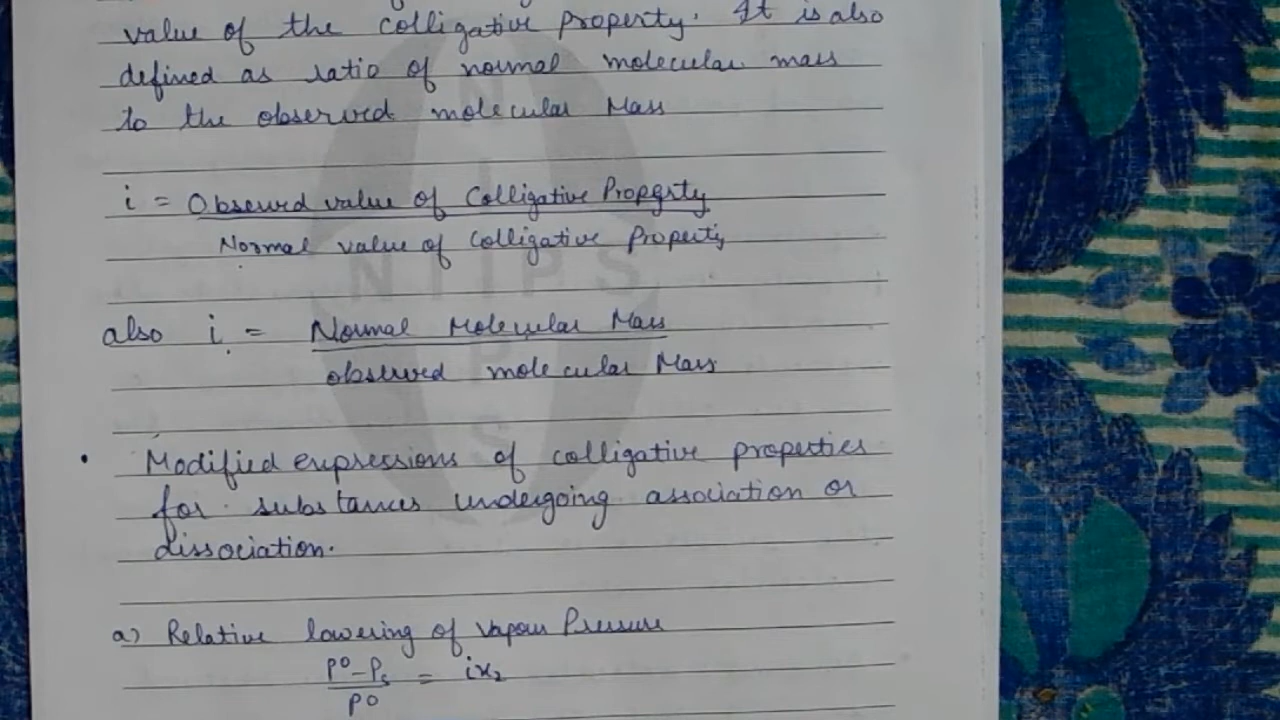 value of the colligative property. It is also
defined as ratio of normal molecular mass
to the observed molecular Mass
i = Observed value of Colligative Property
Normal value of Colligative Property
also i = Normal Molecular Mass
observed molecular Mass
• Modified expressions of colligative properties
for substances undergoing association or
dissociation.
a) Relative lowering of vapour Pressure
P° - Ps = ix₂
P°
N I I P S